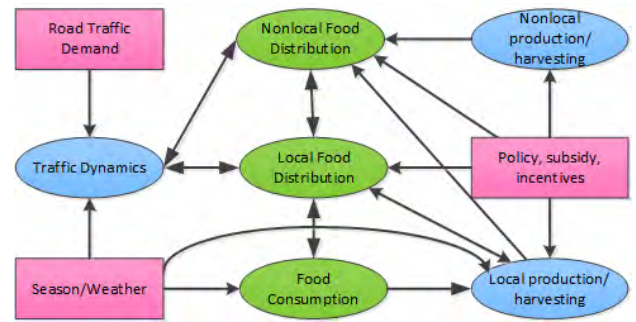 Road Traffic
Demand
Nonlocal Food
Distribution
Nonlocal
production/
harvesting
Traffic Dynamics
Local Food
Distribution
Policy, subsidy,
incentives
Season/Weather
Food
Consumption
Local production/
harvesting